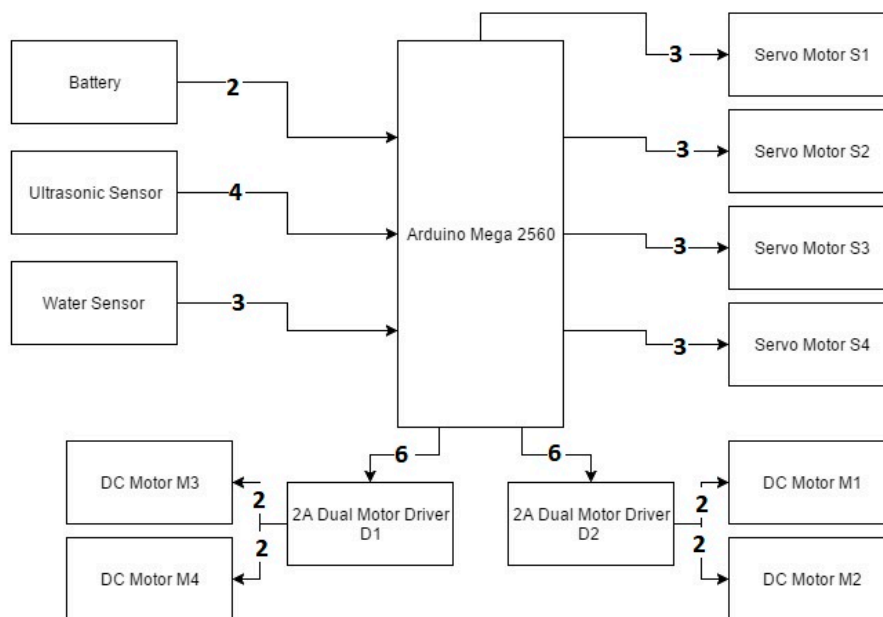 Battery
2
Ultrasonic Sensor
4
Water Sensor
3
Arduino Mega 2560
3
Servo Motor S1
3
Servo Motor S2
3
Servo Motor S3
3
Servo Motor S4
6
6
DC Motor M3
2
2
DC Motor M4
2A Dual Motor Driver
D1
2A Dual Motor Driver
D2
2
2
DC Motor M1
DC Motor M2